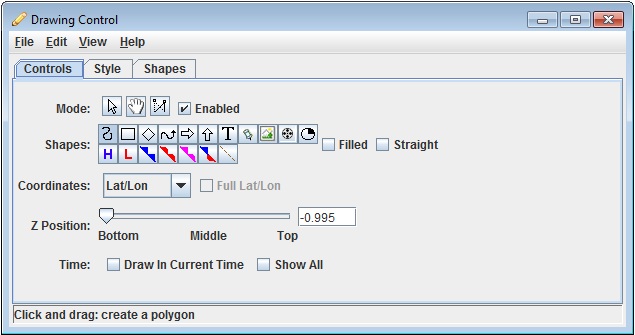 Drawing Control
File Edit View Help
Controls Style Shapes
Mode: Enabled
Shapes: T Filled Straight
H L
Coordinates: Lat/Lon Full Lat/Lon
Z Position: -0.995
Bottom Middle Top
Time: Draw In Current Time Show All
Click and drag: create a polygon